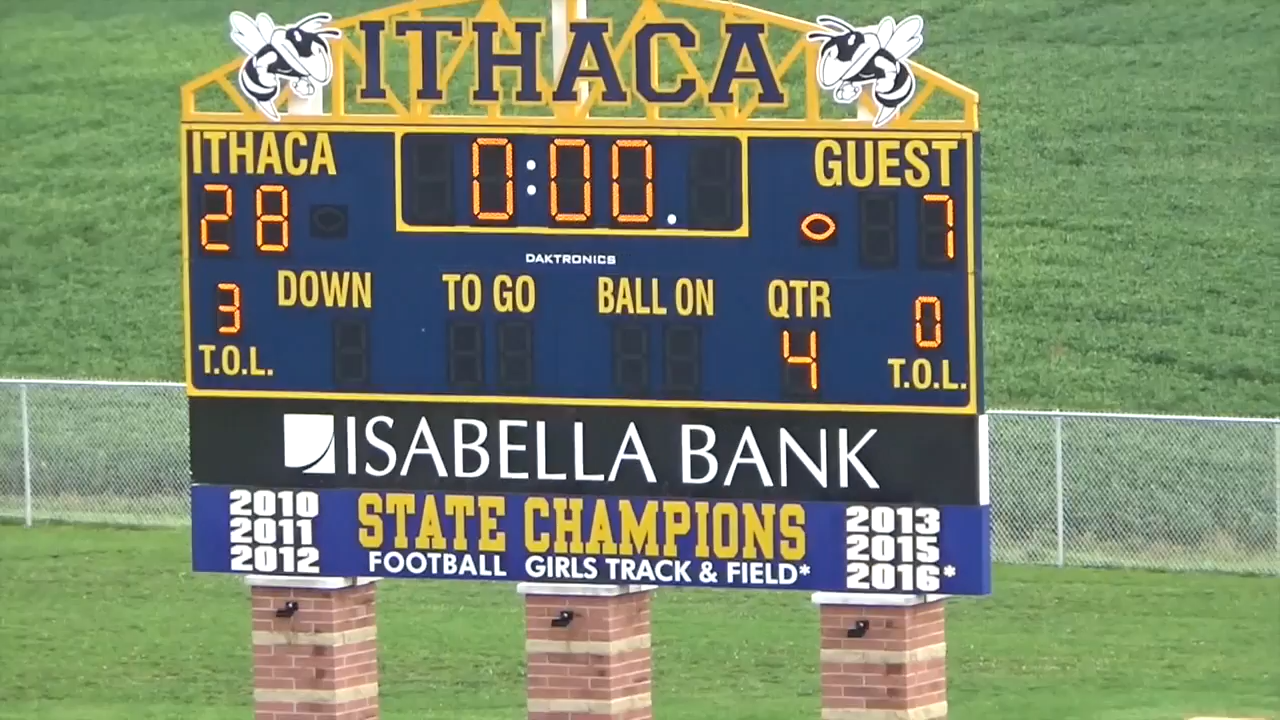 ITHACA
ITHACA 0:00. GUEST
28 7
DAKTRONICS
DOWN TO GO BALL ON QTR
3 4 0
T.O.L. T.O.L.
ISABELLA BANK
2010 STATE CHAMPIONS 2013
2011 2015
2012 FOOTBALL GIRLS TRACK & FIELD* 2016*